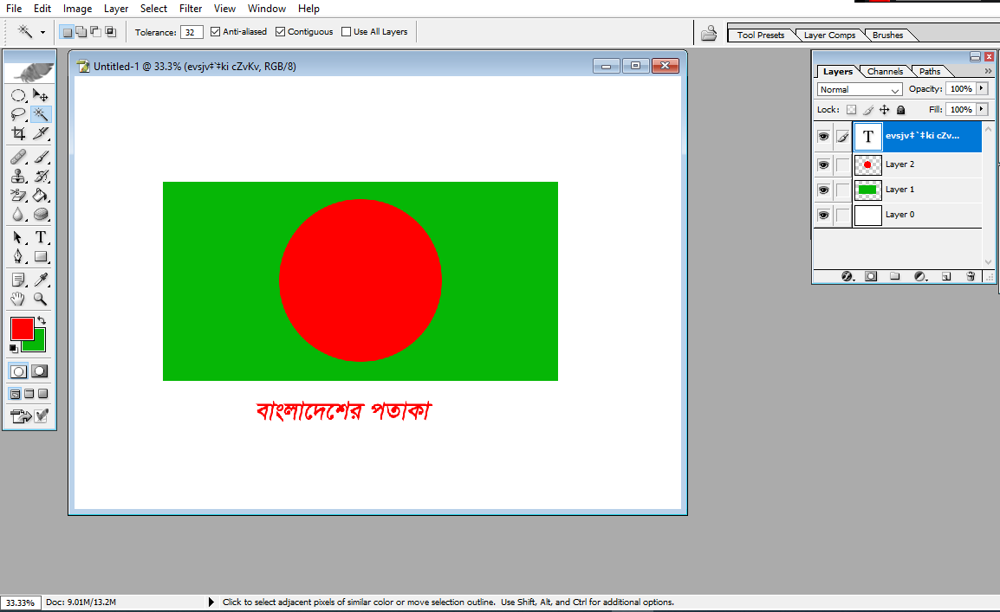 File Edit Image Layer Select Filter View Window Help
Tolerance: 32 Anti-aliased Contiguous Use All Layers
Tool Presets Layer Comps Brushes
Untitled-1 @ 33.3% (evsjv‡`‡ki cZvKv, RGB/8)
Layers Channels Paths
Normal Opacity: 100%
Lock: Fill: 100%
T evsjv‡`‡ki cZv...
Layer 2
Layer 1
Layer 0
বাংলাদেশের পতাকা
33.33% Doc: 9.01M/13.2M Click to select adjacent pixels of similar color or move selection outline. Use Shift, Alt, and Ctrl for additional options.